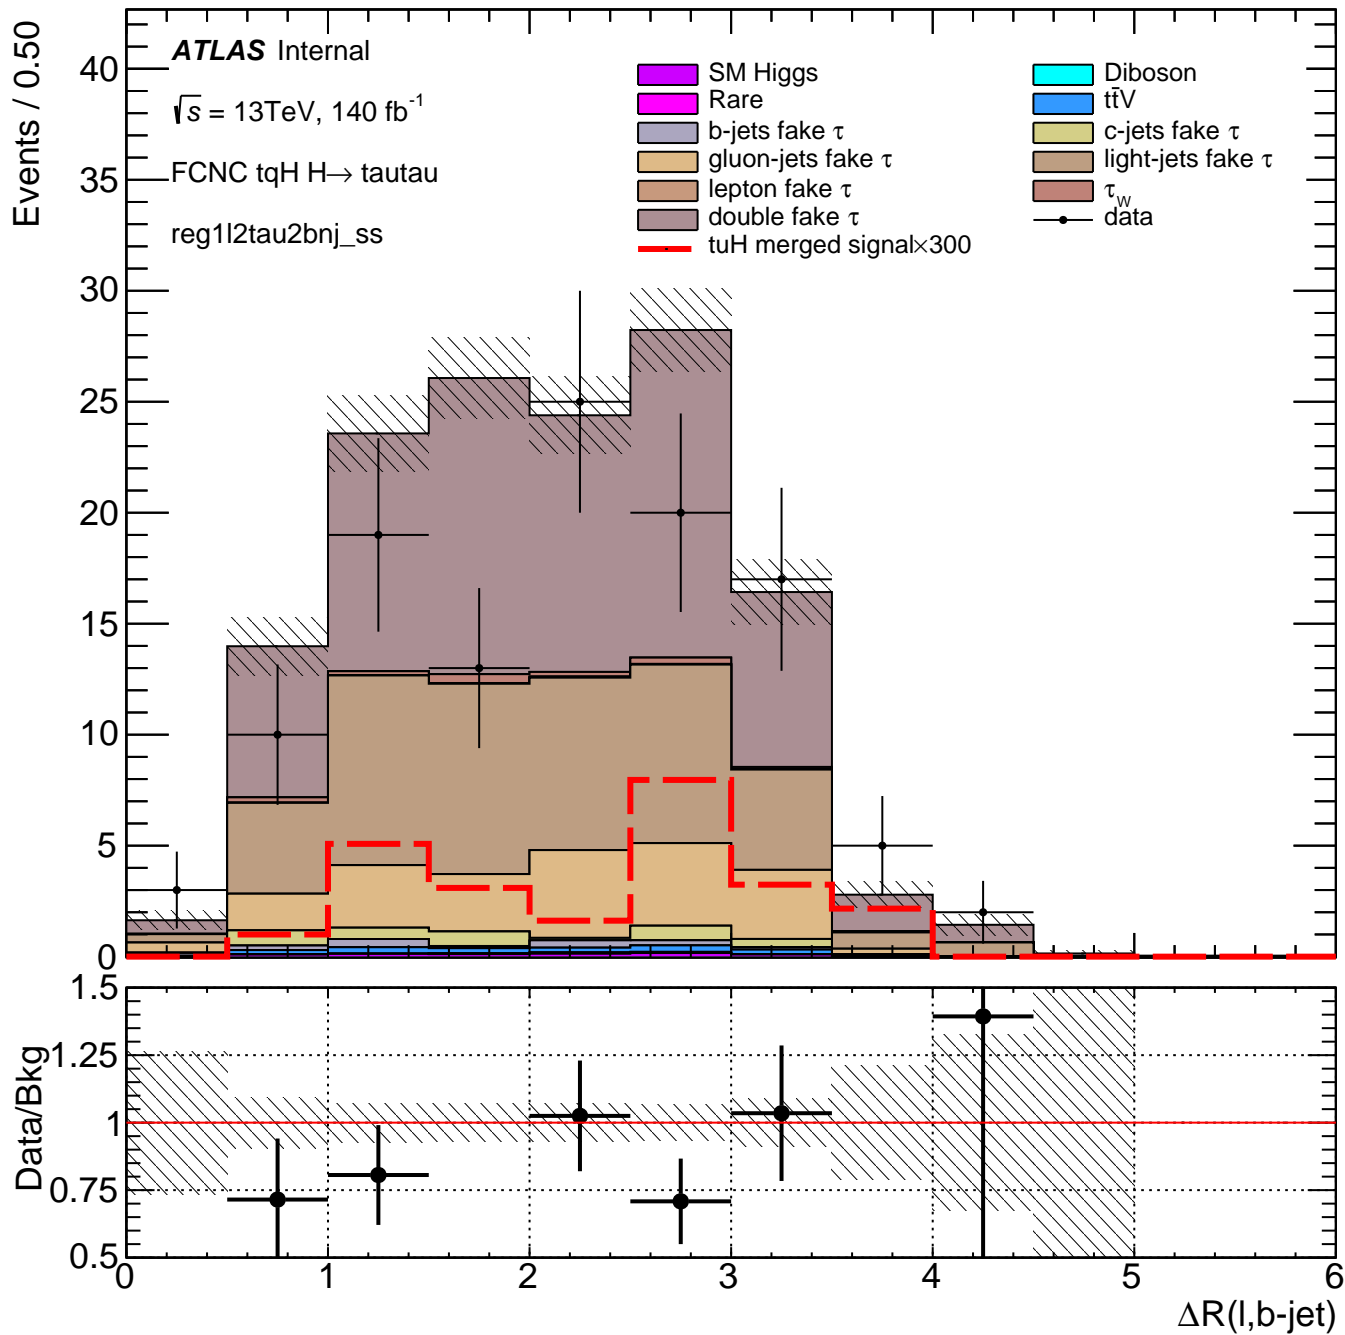 Events / 0.50
40
35
30
25
20
15
10
5
0
ATLAS Internal
√s = 13TeV, 140 fb⁻¹
FCNC tqH H→ tautau
reg1l2tau2bnj_ss
SM Higgs
Rare
b-jets fake τ
gluon-jets fake τ
lepton fake τ
double fake τ
tuH merged signal×300
Diboson
tt̄V
c-jets fake τ
light-jets fake τ
τ_W
data
Data/Bkg
1.5
1.25
1
0.75
0.5
0 1 2 3 4 5 6
ΔR(l,b-jet)